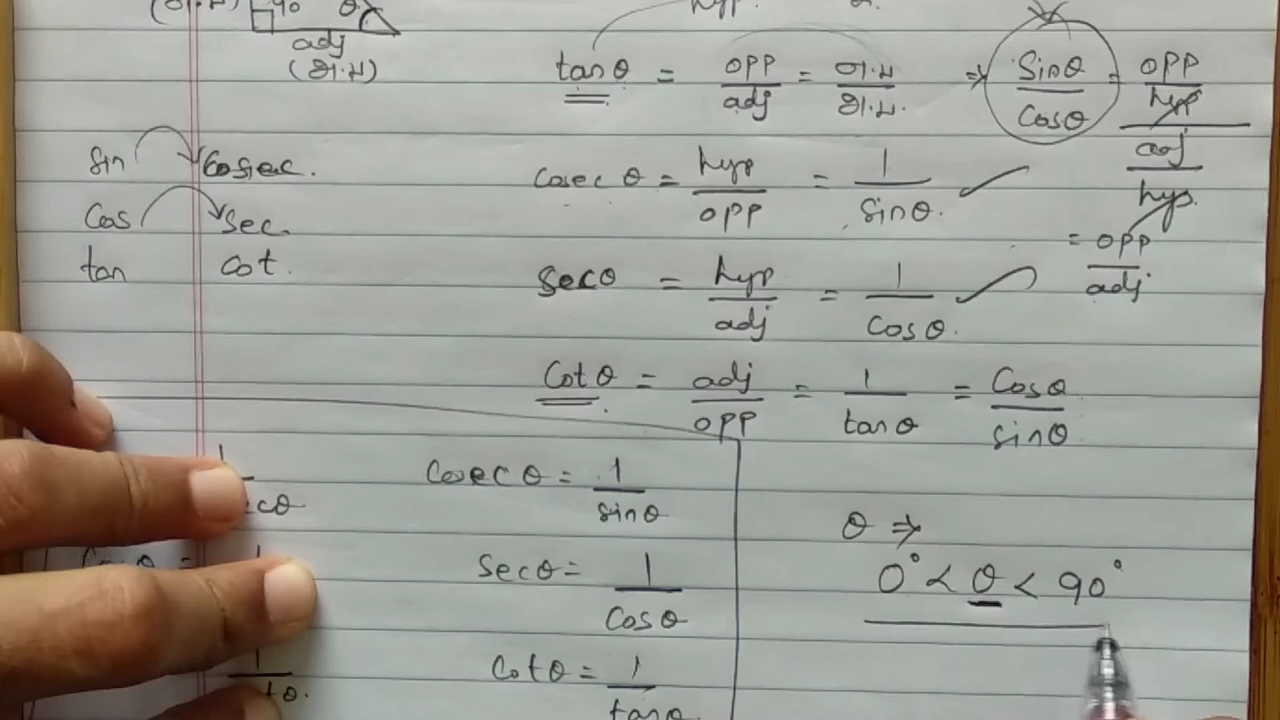 90 θ
adj
(સા.બા)
hyp.
tanθ = opp/adj = સા.બા/પા.બા. ⇒ Sinθ/Cosθ = opp/hyp / adj/hyp
= opp/adj
Sin Cosec.
Cos Sec
tan Cot.
Cosec θ = hyp/opp = 1/sinθ.
Secθ = hyp/adj = 1/Cosθ.
Cotθ = adj/opp = 1/tanθ = Cosθ/sinθ
Cosecθ = 1/sinθ
Secθ = 1/Cosθ
Cotθ = 1/tanθ
θ ⇒
0° < θ < 90°